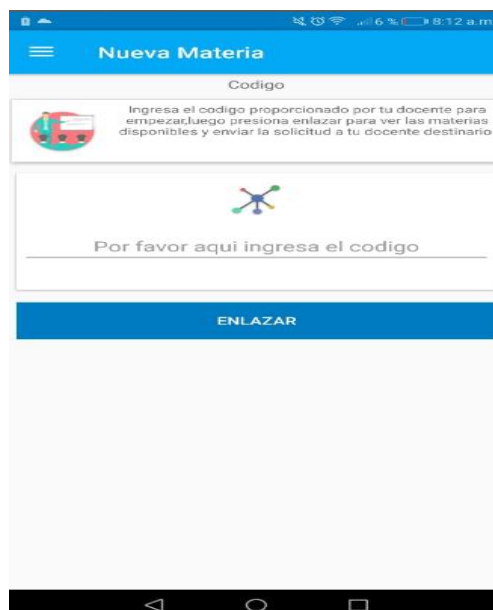 6 % 8:12 a.m
Nueva Materia
Codigo
Ingresa el codigo proporcionado por tu docente para
empezar,luego presiona enlazar para ver las materias
disponibles y enviar la solicitud a tu docente destinario
Por favor aqui ingresa el codigo
ENLAZAR